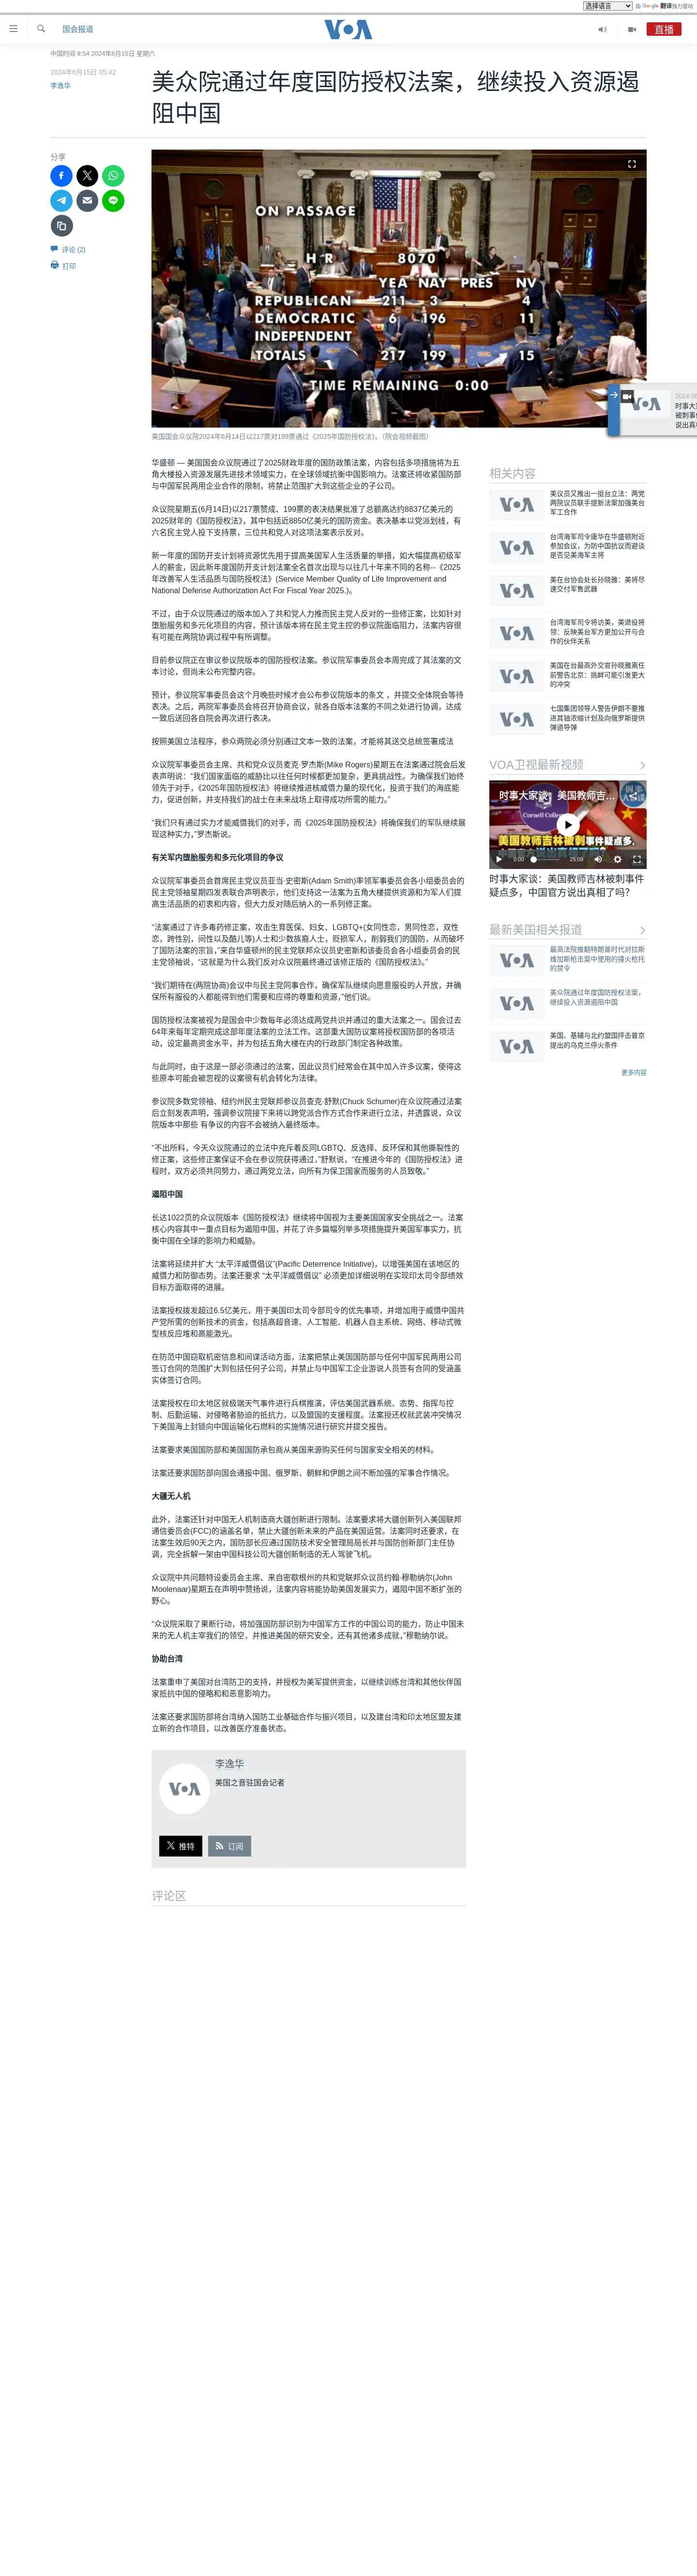 选择语言 由 Google 翻译强力驱动
国会报道
VOA
直播
中国时间 8:54 2024年6月15日 星期六
2024年6月15日 05:42
李逸华
美众院通过年度国防授权法案，继续投入资源遏
阻中国
分享
评论 (2)
打印
ON PASSAGE
H R 8070
YEA NAY PRES NV
REPUBLICAN 211 3 4
DEMOCRATIC 6 196 11
INDEPENDENT
TOTALS 217 199 15
TIME REMAINING 0:00
美国国会众议院2024年6月14日以217票对199票通过《2025年国防授权法》。（院会视频截图）
华盛顿 — 美国国会众议院通过了2025财政年度的国防政策法案，内容包括多项措施将为五
角大楼投入资源发展先进技术领域实力，在全球领域抗衡中国影响力。法案还将收紧国防部
与中国军民两用企业合作的限制，将禁止范围扩大到这些企业的子公司。
众议院星期五(6月14日)以217票赞成、199票的表决结果批准了总额高达约8837亿美元的
2025财年的《国防授权法》，其中包括近8850亿美元的国防资金。表决基本以党派划线，有
六名民主党人投下支持票，三位共和党人对这项法案表示反对。
新一年度的国防开支计划将资源优先用于提高美国军人生活质量的举措，如大幅提高初级军
人的薪金，因此新年度国防开支计划法案全名首次出现与以往几十年来不同的名称--《2025
年改善军人生活品质与国防授权法》(Service Member Quality of Life Improvement and
National Defense Authorization Act For Fiscal Year 2025.)。
不过，由于众议院通过的版本加入了共和党人力推而民主党人反对的一些修正案，比如针对
堕胎服务和多元化项目的内容，预计该版本将在民主党主控的参议院面临阻力，法案内容很
有可能在两院协调过程中有所调整。
目前参议院正在审议参议院版本的国防授权法案。参议院军事委员会本周完成了其法案的文
本讨论，但尚未公布完整内容。
预计，参议院军事委员会这个月晚些时候才会公布参议院版本的条文 ，并提交全体院会等待
表决。之后，两院军事委员会将召开协商会议，就各自版本法案的不同之处进行协调，达成
一致后送回各自院会再次进行表决。
按照美国立法程序，参众两院必须分别通过文本一致的法案，才能将其送交总统签署成法
众议院军事委员会主席、共和党众议员麦克·罗杰斯(Mike Rogers)星期五在法案通过院会后发
表声明说：“我们国家面临的威胁比以往任何时候都更加复杂，更具挑战性。为确保我们始终
领先于对手，《2025年国防授权法》将继续推进核威慑力量的现代化，投资于我们的海底能
力，促进创新，并支持我们的战士在未来战场上取得成功所需的能力。”
“我们只有通过实力才能威慑我们的对手，而《2025年国防授权法》将确保我们的军队继续展
现这种实力，”罗杰斯说。
有关军内堕胎服务和多元化项目的争议
众议院军事委员会首席民主党议员亚当·史密斯(Adam Smith)率领军事委员会各小组委员会的
民主党领袖星期四发表联合声明表示，他们支持这一法案为五角大楼提供资源和为军人们提
高生活品质的初衷和内容，但大力反对随后纳入的一系列修正案。
“法案通过了许多毒药修正案，攻击生育医保、妇女、LGBTQ+(女同性恋，男同性恋，双性
恋，跨性别，间性以及酷儿等)人士和少数族裔人士，贬损军人，削弱我们的国防，从而破坏
了国防法案的宗旨，”来自华盛顿州的民主党联邦众议员史密斯和该委员会各小组委员会的民
主党领袖说，“这就是为什么我们反对众议院最终通过该修正版的《国防授权法》。”
“我们期待在(两院协商)会议中与民主党同事合作，确保军队继续向愿意服役的人开放，并确
保所有服役的人都能得到他们需要和应得的尊重和资源，”他们说。
国防授权法案被视为是国会中少数每年必须达成两党共识并通过的重大法案之一。国会过去
64年来每年定期完成这部年度法案的立法工作。这部重大国防议案将授权国防部的各项活
动，设定最高资金水平，并为包括五角大楼在内的行政部门制定各种政策。
与此同时，由于这是一部必须通过的法案，因此议员们经常会在其中加入许多议案，使得这
些原本可能会被忽视的议案很有机会转化为法律。
参议院多数党领袖、纽约州民主党联邦参议员查克·舒默(Chuck Schumer)在众议院通过法案
后立刻发表声明，强调参议院接下来将以跨党派合作方式合作来进行立法，并透露说，众议
院版本中那些 有争议的内容不会被纳入最终版本。
“不出所料，今天众议院通过的立法中充斥着反同LGBTQ、反选择、反环保和其他撕裂性的
修正案，这些修正案保证不会在参议院获得通过，”舒默说，“在推进今年的《国防授权法》进
程时，双方必须共同努力，通过两党立法，向所有为保卫国家而服务的人员致敬。”
遏阻中国
长达1022页的众议院版本《国防授权法》继续将中国视为主要美国国家安全挑战之一。法案
核心内容其中一重点目标为遏阻中国，并花了许多篇幅列举多项措施提升美国军事实力，抗
衡中国在全球的影响力和威胁。
法案将延续并扩大 “太平洋威慑倡议”(Pacific Deterrence Initiative)，以增强美国在该地区的
威慑力和防御态势。法案还要求 “太平洋威慑倡议” 必须更加详细说明在实现印太司令部绩效
目标方面取得的进展。
法案授权拨发超过6.5亿美元，用于美国印太司令部司令的优先事项，并增加用于威慑中国共
产党所需的创新技术的资金，包括高超音速、人工智能、机器人自主系统、网络、移动式微
型核反应堆和高能激光。
在防范中国窃取机密信息和间谍活动方面，法案把禁止美国国防部与任何中国军民两用公司
签订合同的范围扩大到包括任何子公司，并禁止与中国军工企业游说人员签有合同的受涵盖
实体签订合同。
法案授权在印太地区就极端天气事件进行兵棋推演，评估美国武器系统、态势、指挥与控
制、后勤运输、对侵略者胁迫的抵抗力，以及盟国的支援程度。法案授还权就武装冲突情况
下美国海上封锁向中国运输化石燃料的实施情况进行研究并提交报告。
法案要求美国国防部和美国国防承包商从美国来源购买任何与国家安全相关的材料。
法案还要求国防部向国会通报中国、俄罗斯、朝鲜和伊朗之间不断加强的军事合作情况。
大疆无人机
此外，法案还针对中国无人机制造商大疆创新进行限制。法案要求将大疆创新列入美国联邦
通信委员会(FCC)的涵盖名单，禁止大疆创新未来的产品在美国运营。法案同时还要求，在
法案生效后90天之内，国防部长应通过国防技术安全管理局局长并与国防创新部门主任协
调，完全拆解一架由中国科技公司大疆创新制造的无人驾驶飞机。
众议院中共问题特设委员会主席、来自密歇根州的共和党联邦众议员约翰·穆勒纳尔(John
Moolenaar)星期五在声明中赞扬说，法案内容将能协助美国发展实力，遏阻中国不断扩张的
野心。
“众议院采取了果断行动，将加强国防部识别为中国军方工作的中国公司的能力，防止中国未
来的无人机主宰我们的领空，并推进美国的研究安全，还有其他诸多成就，”穆勒纳尔说。
协助台湾
法案重申了美国对台湾防卫的支持，并授权为美军提供资金，以继续训练台湾和其他伙伴国
家抵抗中国的侵略和和恶意影响力。
法案还要求国防部将台湾纳入国防工业基础合作与振兴项目，以及建台湾和印太地区盟友建
立新的合作项目，以改善医疗准备状态。
李逸华
美国之音驻国会记者
VOA
推特
订阅
评论区
VOA
2024-06
时事大家
被刺事件
说出真相
相关内容
VOA
美议员又推出一挺台立法：两党
两院议员联手提新法案加强美台
军工合作
VOA
台湾海军司令唐华在华盛顿附近
参加会议，为防中国抗议而避谈
是否见美海军主将
VOA
美在台协会处长孙晓雅：美将尽
速交付军售武器
VOA
台湾海军司令将访美，美退役将
领：反映美台军方更加公开与合
作的伙伴关系
VOA
美国在台最高外交官孙晓雅离任
前警告北京：挑衅可能引发更大
的冲突
VOA
七国集团领导人警告伊朗不要推
进其铀浓缩计划及向俄罗斯提供
弹道导弹
VOA卫视最新视频
时事大家谈：美国教师吉…
Cornell Colle
美国教师吉林被刺事件疑点多，
中国官方说出真相了吗？
0:00
25:09
时事大家谈：美国教师吉林被刺事件
疑点多，中国官方说出真相了吗？
最新美国相关报道
VOA
最高法院推翻特朗普时代对拉斯
维加斯枪击案中使用的撞火枪托
的禁令
VOA
美众院通过年度国防授权法案，
继续投入资源遏阻中国
VOA
美国、基辅与北约盟国抨击普京
提出的乌克兰停火条件
更多内容